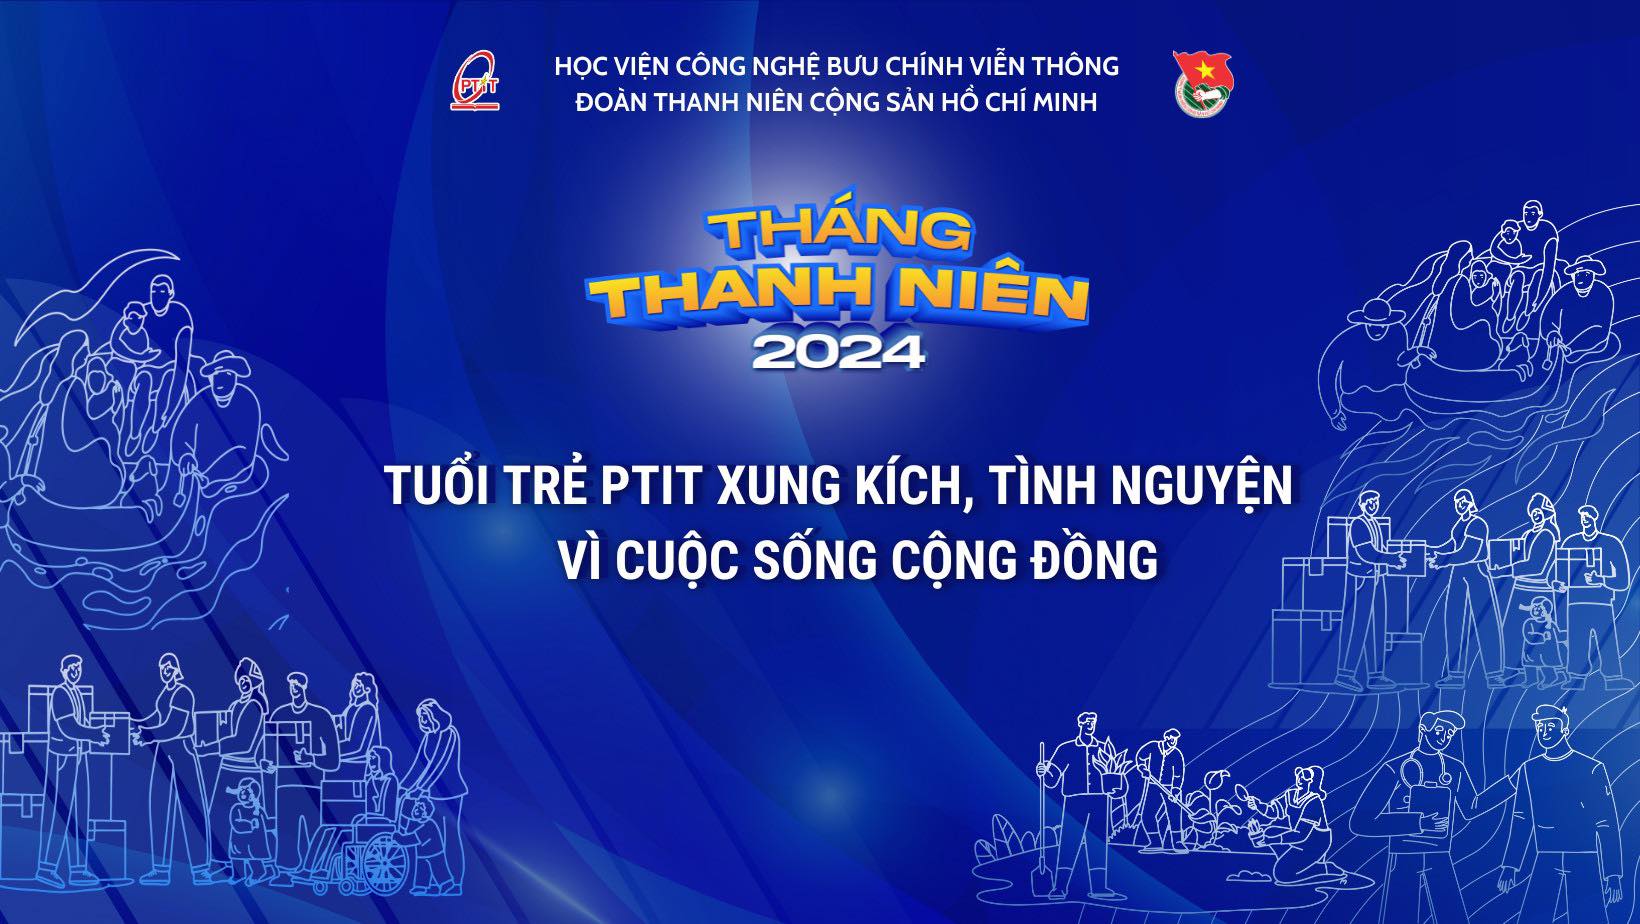 HỌC VIỆN CÔNG NGHỆ BƯU CHÍNH VIỄN THÔNG
ĐOÀN THANH NIÊN CỘNG SẢN HỒ CHÍ MINH
PTIT
THÁNG
THANH NIÊN
2024
TUỔI TRẺ PTIT XUNG KÍCH, TÌNH NGUYỆN
VÌ CUỘC SỐNG CỘNG ĐỒNG